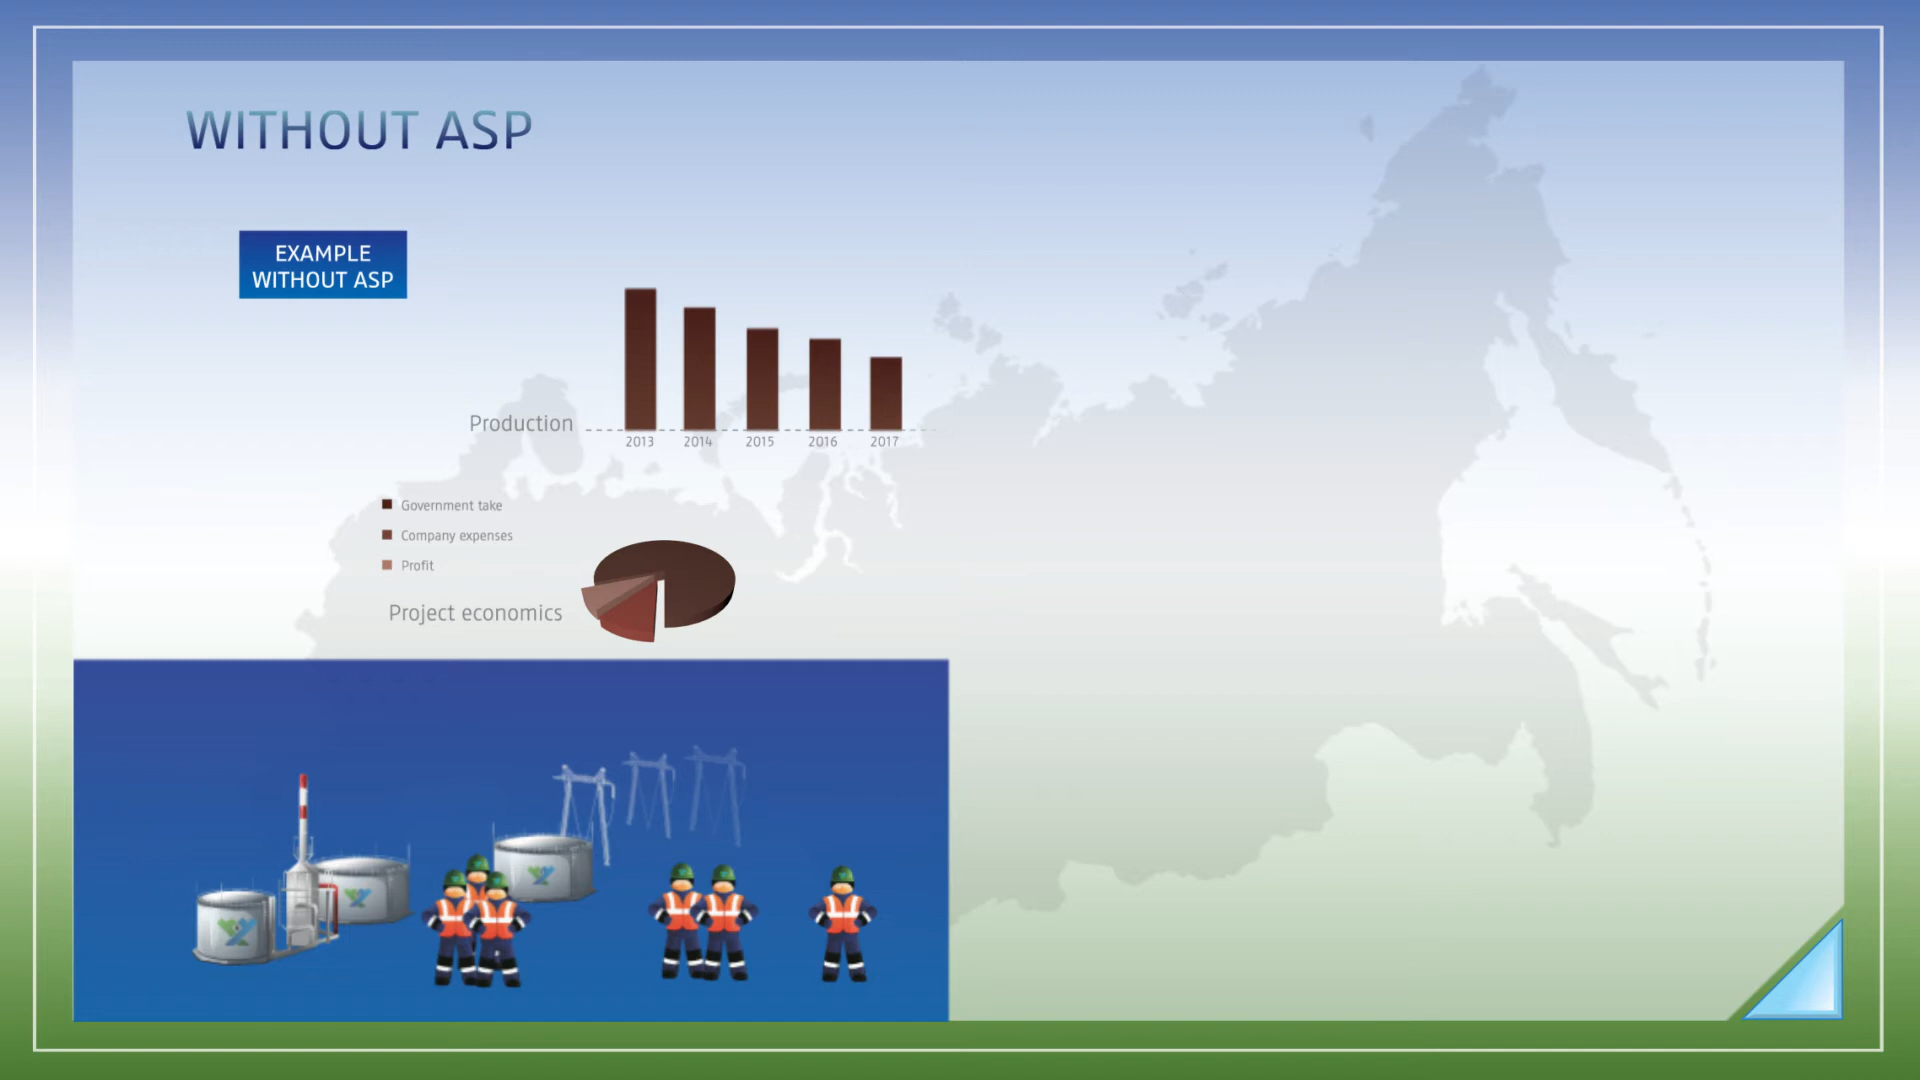 WITHOUT ASP
EXAMPLE
WITHOUT ASP
Production
2013 2014 2015 2016 2017
Government take
Company expenses
Profit
Project economics